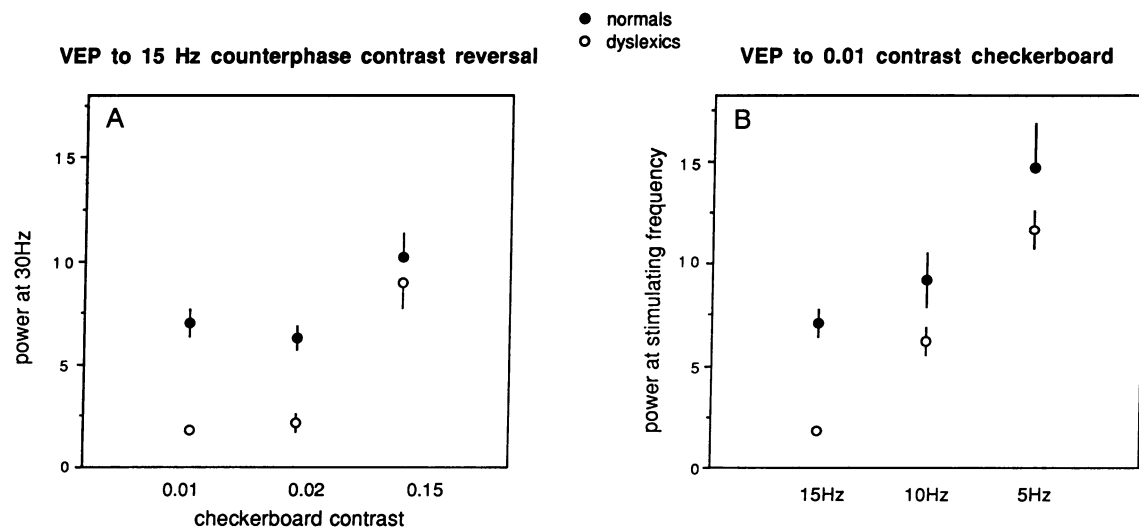 normals
dyslexics
VEP to 15 Hz counterphase contrast reversal
A
15
10
5
0
power at 30Hz
0.01 0.02 0.15
checkerboard contrast
VEP to 0.01 contrast checkerboard
B
15
10
5
0
power at stimulating frequency
15Hz 10Hz 5Hz